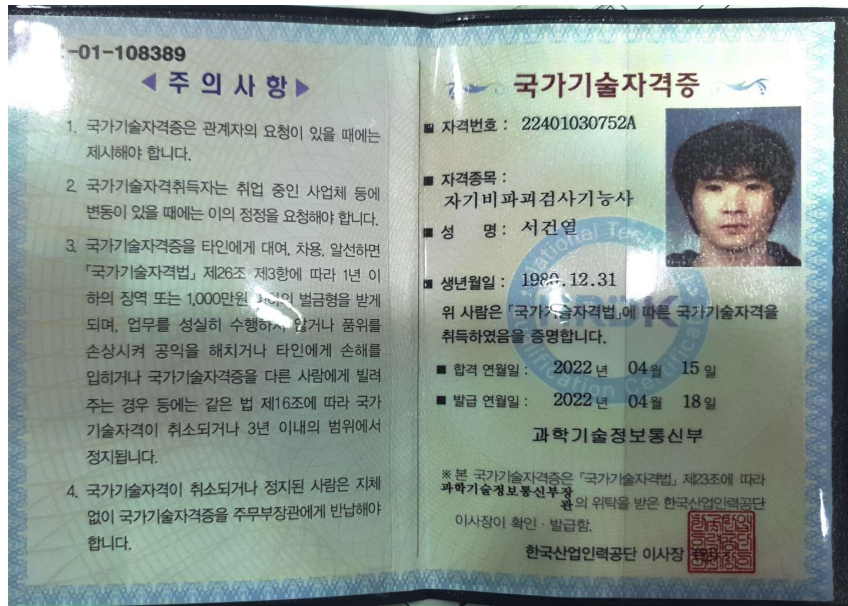 -01-108389
◀ 주 의 사 항 ▶
1. 국가기술자격증은 관계자의 요청이 있을 때에는
제시해야 합니다.
2. 국가기술자격취득자는 취업 중인 사업체 등에
변동이 있을 때에는 이의 정정을 요청해야 합니다.
3. 국가기술자격증을 타인에게 대여, 차용, 알선하면
「국가기술자격법」 제26조 제3항에 따라 1년 이
하의 징역 또는 1,000만원 벌금형을 받게
되며, 업무를 성실히 수행하지 않거나 품위를
손상시켜 공익을 해치거나 타인에게 손해를
입히거나 국가기술자격증을 다른 사람에게 빌려
주는 경우 등에는 같은 법 제16조에 따라 국가
기술자격이 취소되거나 3년 이내의 범위에서
정지됩니다.
4. 국가기술자격이 취소되거나 정지된 사람은 지체
없이 국가기술자격증을 주무부장관에게 반납해야
합니다.
국가기술자격증
■ 자격번호 : 22401030752A
■ 자격종목 :
자기비파괴검사기능사
■ 성 명 : 서건열
■ 생년월일 : 1980.12.31
위 사람은 「국가기술자격법」에 따른 국가기술자격을
취득하였음을 증명합니다.
■ 합격 연월일 : 2022 년 04 월 15 일
■ 발급 연월일 : 2022 년 04 월 18 일
과학기술정보통신부
※ 본 국가기술자격증은 「국가기술자격법」 제23조에 따라
과학기술정보통신부장
관의 위탁을 받은 한국산업인력공단
이사장이 확인 · 발급함.
한국산업인력공단 이사장